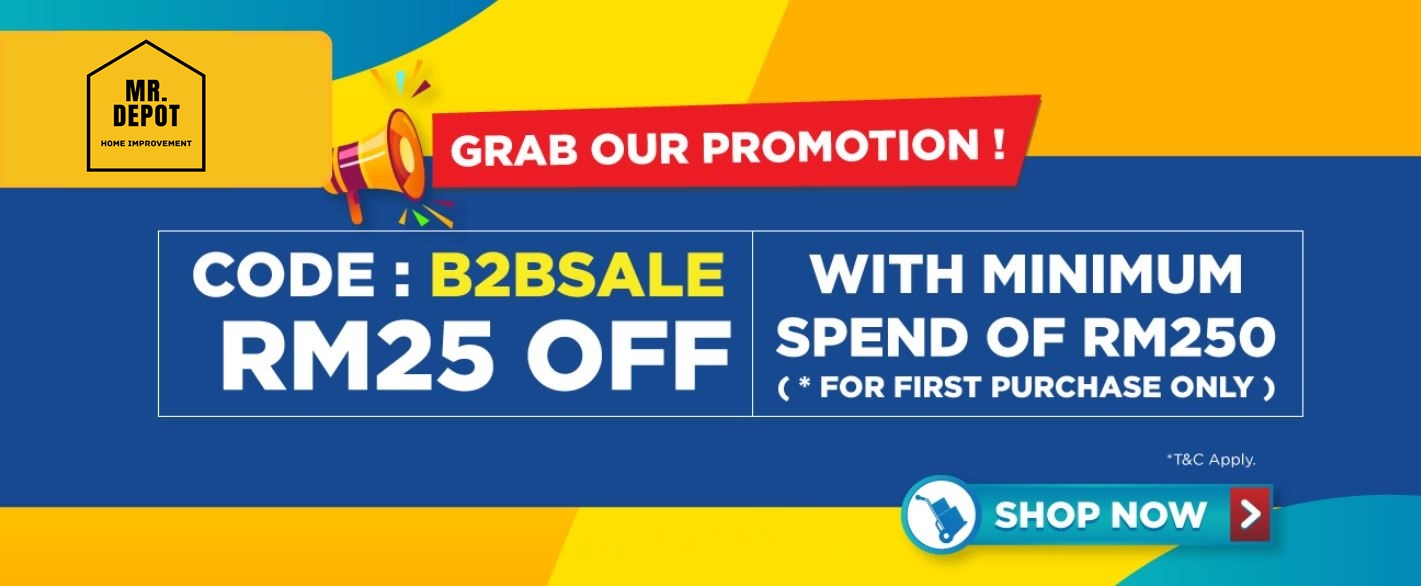 MR.
DEPOT
HOME IMPROVEMENT
GRAB OUR PROMOTION !
CODE : B2BSALE
RM25 OFF
WITH MINIMUM
SPEND OF RM250
( * FOR FIRST PURCHASE ONLY )
*T&C Apply.
SHOP NOW